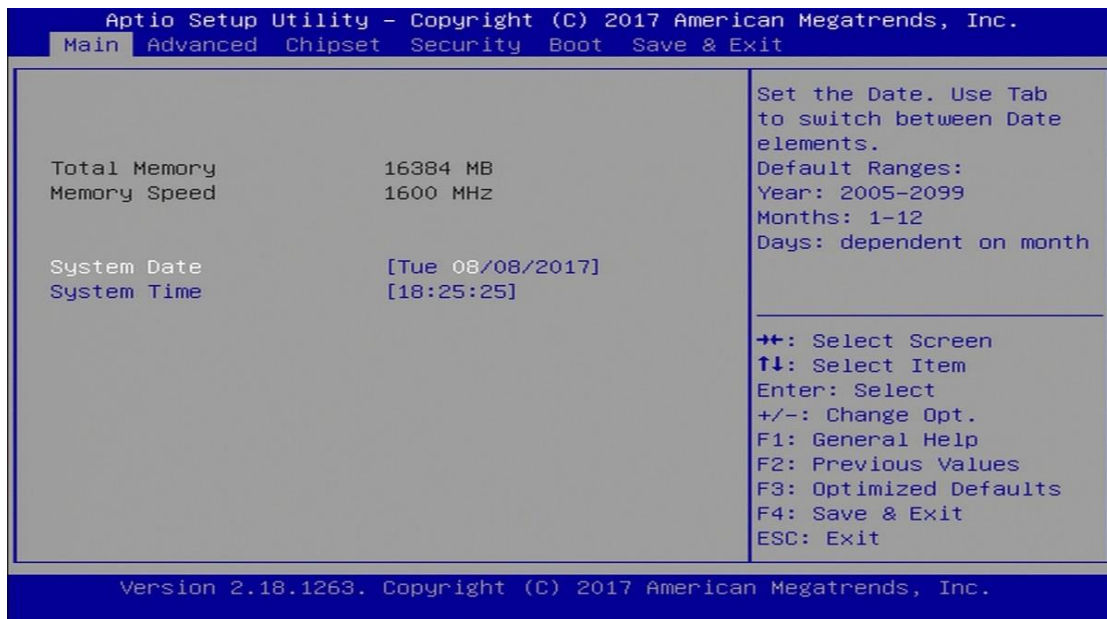 Aptio Setup Utility – Copyright (C) 2017 American Megatrends, Inc.
Main Advanced Chipset Security Boot Save & Exit
Total Memory 16384 MB
Memory Speed 1600 MHz
System Date [Tue 08/08/2017]
System Time [18:25:25]
Set the Date. Use Tab
to switch between Date
elements.
Default Ranges:
Year: 2005-2099
Months: 1-12
Days: dependent on month
→←: Select Screen
↑↓: Select Item
Enter: Select
+/-: Change Opt.
F1: General Help
F2: Previous Values
F3: Optimized Defaults
F4: Save & Exit
ESC: Exit
Version 2.18.1263. Copyright (C) 2017 American Megatrends, Inc.